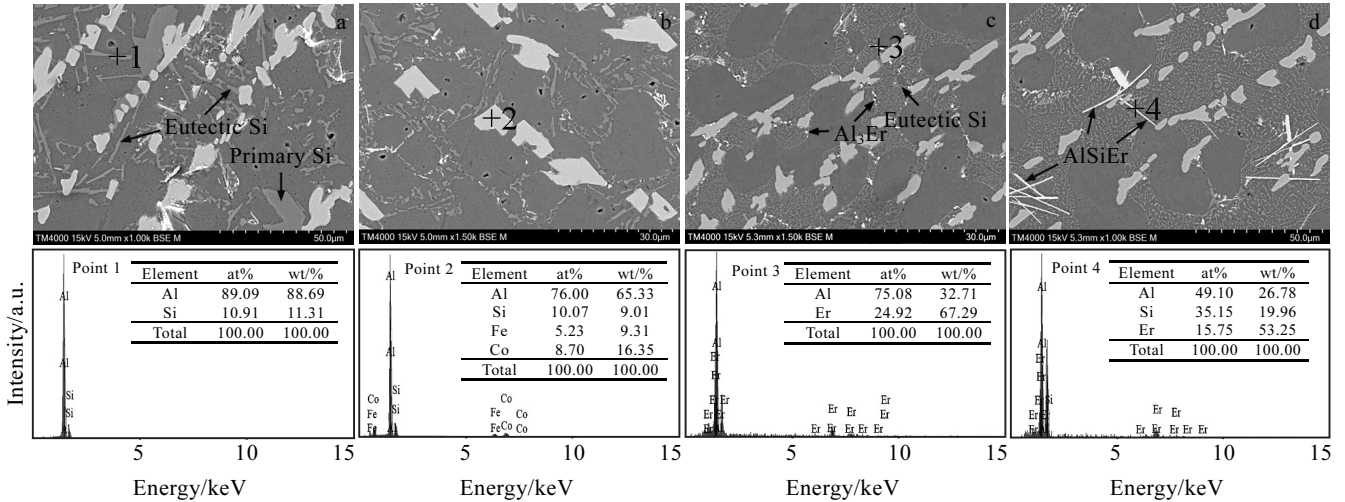 a
+1
Eutectic Si
Primary Si
TM4000 15kV 5.0mm x1.00k BSE M
50.0μm
b
+2
TM4000 15kV 5.0mm x1.50k BSE M
30.0μm
c
+3
Eutectic Si
Al3Er
TM4000 15kV 5.3mm x1.50k BSE M
30.0μm
d
+4
AlSiEr
TM4000 15kV 5.3mm x1.00k BSE M
50.0μm
Intensity/a.u.
Point 1
Element at% wt/%
Al 89.09 88.69
Si 10.91 11.31
Total 100.00 100.00
Al
Al
Si
Si
5 10 15
Energy/keV
Point 2
Element at% wt/%
Al 76.00 65.33
Si 10.07 9.01
Fe 5.23 9.31
Co 8.70 16.35
Total 100.00 100.00
Al
Al
Co Si Co
Fe Si Fe Co
Fe Co Co
5 10 15
Energy/keV
Point 3
Element at% wt/%
Al 75.08 32.71
Er 24.92 67.29
Total 100.00 100.00
Al
Er
Er
Er Er Er
Er Er Er Er Er
Er Er Er Er Er
5 10 15
Energy/keV
Point 4
Element at% wt/%
Al 49.10 26.78
Si 35.15 19.96
Er 15.75 53.25
Total 100.00 100.00
Al
Er
Er
Er Si
Er Er Er Er
Er Er Er Er Er Er
5 10 15
Energy/keV